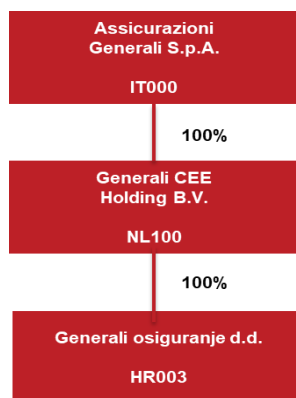 Assicurazioni
Generali S.p.A.
IT000
100%
Generali CEE
Holding B.V.
NL100
100%
Generali osiguranje d.d.
HR003